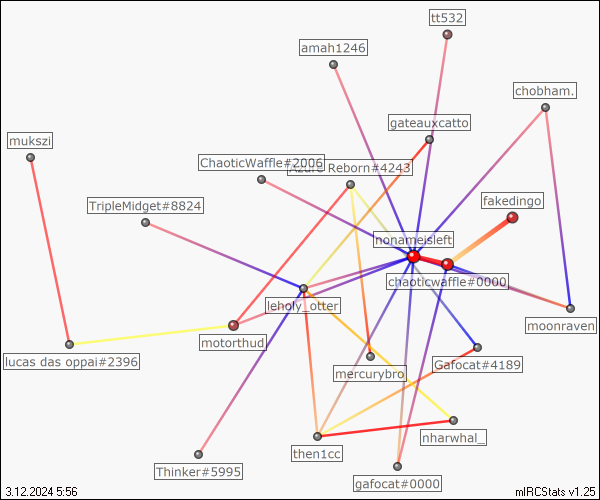 tt532
amah1246
chobham.
gateauxcatto
mukszi
ChaoticWaffle#2006
Azure Reborn#4243
fakedingo
TripleMidget#8824
nonameisleft
chaoticwaffle#0000
leholy_otter
moonraven
motorthud
lucas das oppai#2396
Gafocat#4189
mercurybro
nharwhal_
then1cc
Thinker#5995
gafocat#0000
3.12.2024 5:56
mIRCStats v1.25